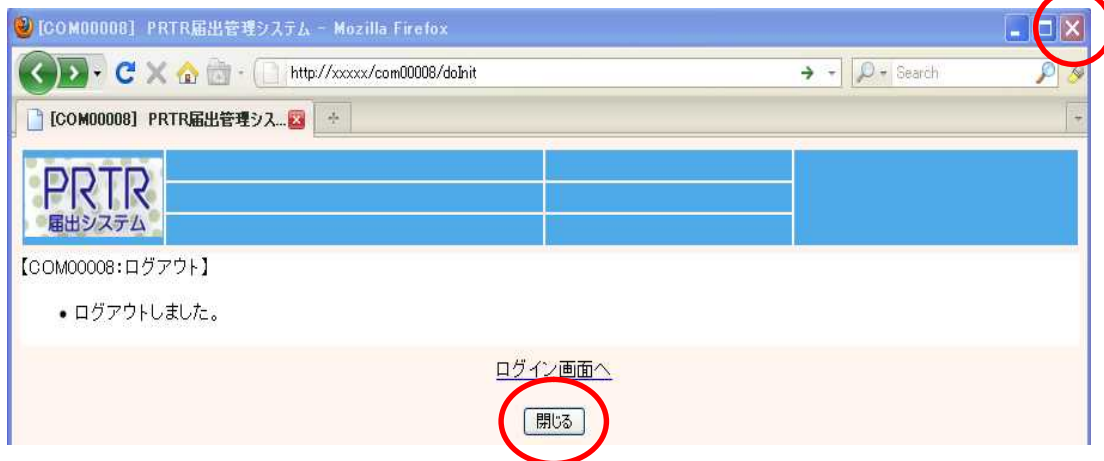 [COM00008] PRTR届出管理システム - Mozilla Firefox
http://xxxxx/com00008/doInit
Search
[COM00008] PRTR届出管理シス...
PRTR
届出システム
【COM00008:ログアウト】
• ログアウトしました。
ログイン画面へ
閉じる